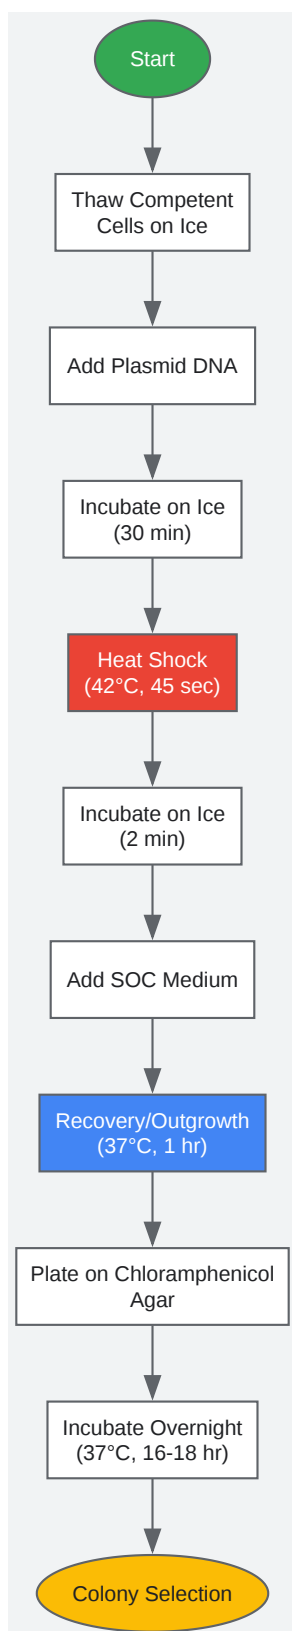 Start
Thaw Competent
Cells on Ice
Add Plasmid DNA
Incubate on Ice
(30 min)
Heat Shock
(42°C, 45 sec)
Incubate on Ice
(2 min)
Add SOC Medium
Recovery/Outgrowth
(37°C, 1 hr)
Plate on Chloramphenicol
Agar
Incubate Overnight
(37°C, 16-18 hr)
Colony Selection